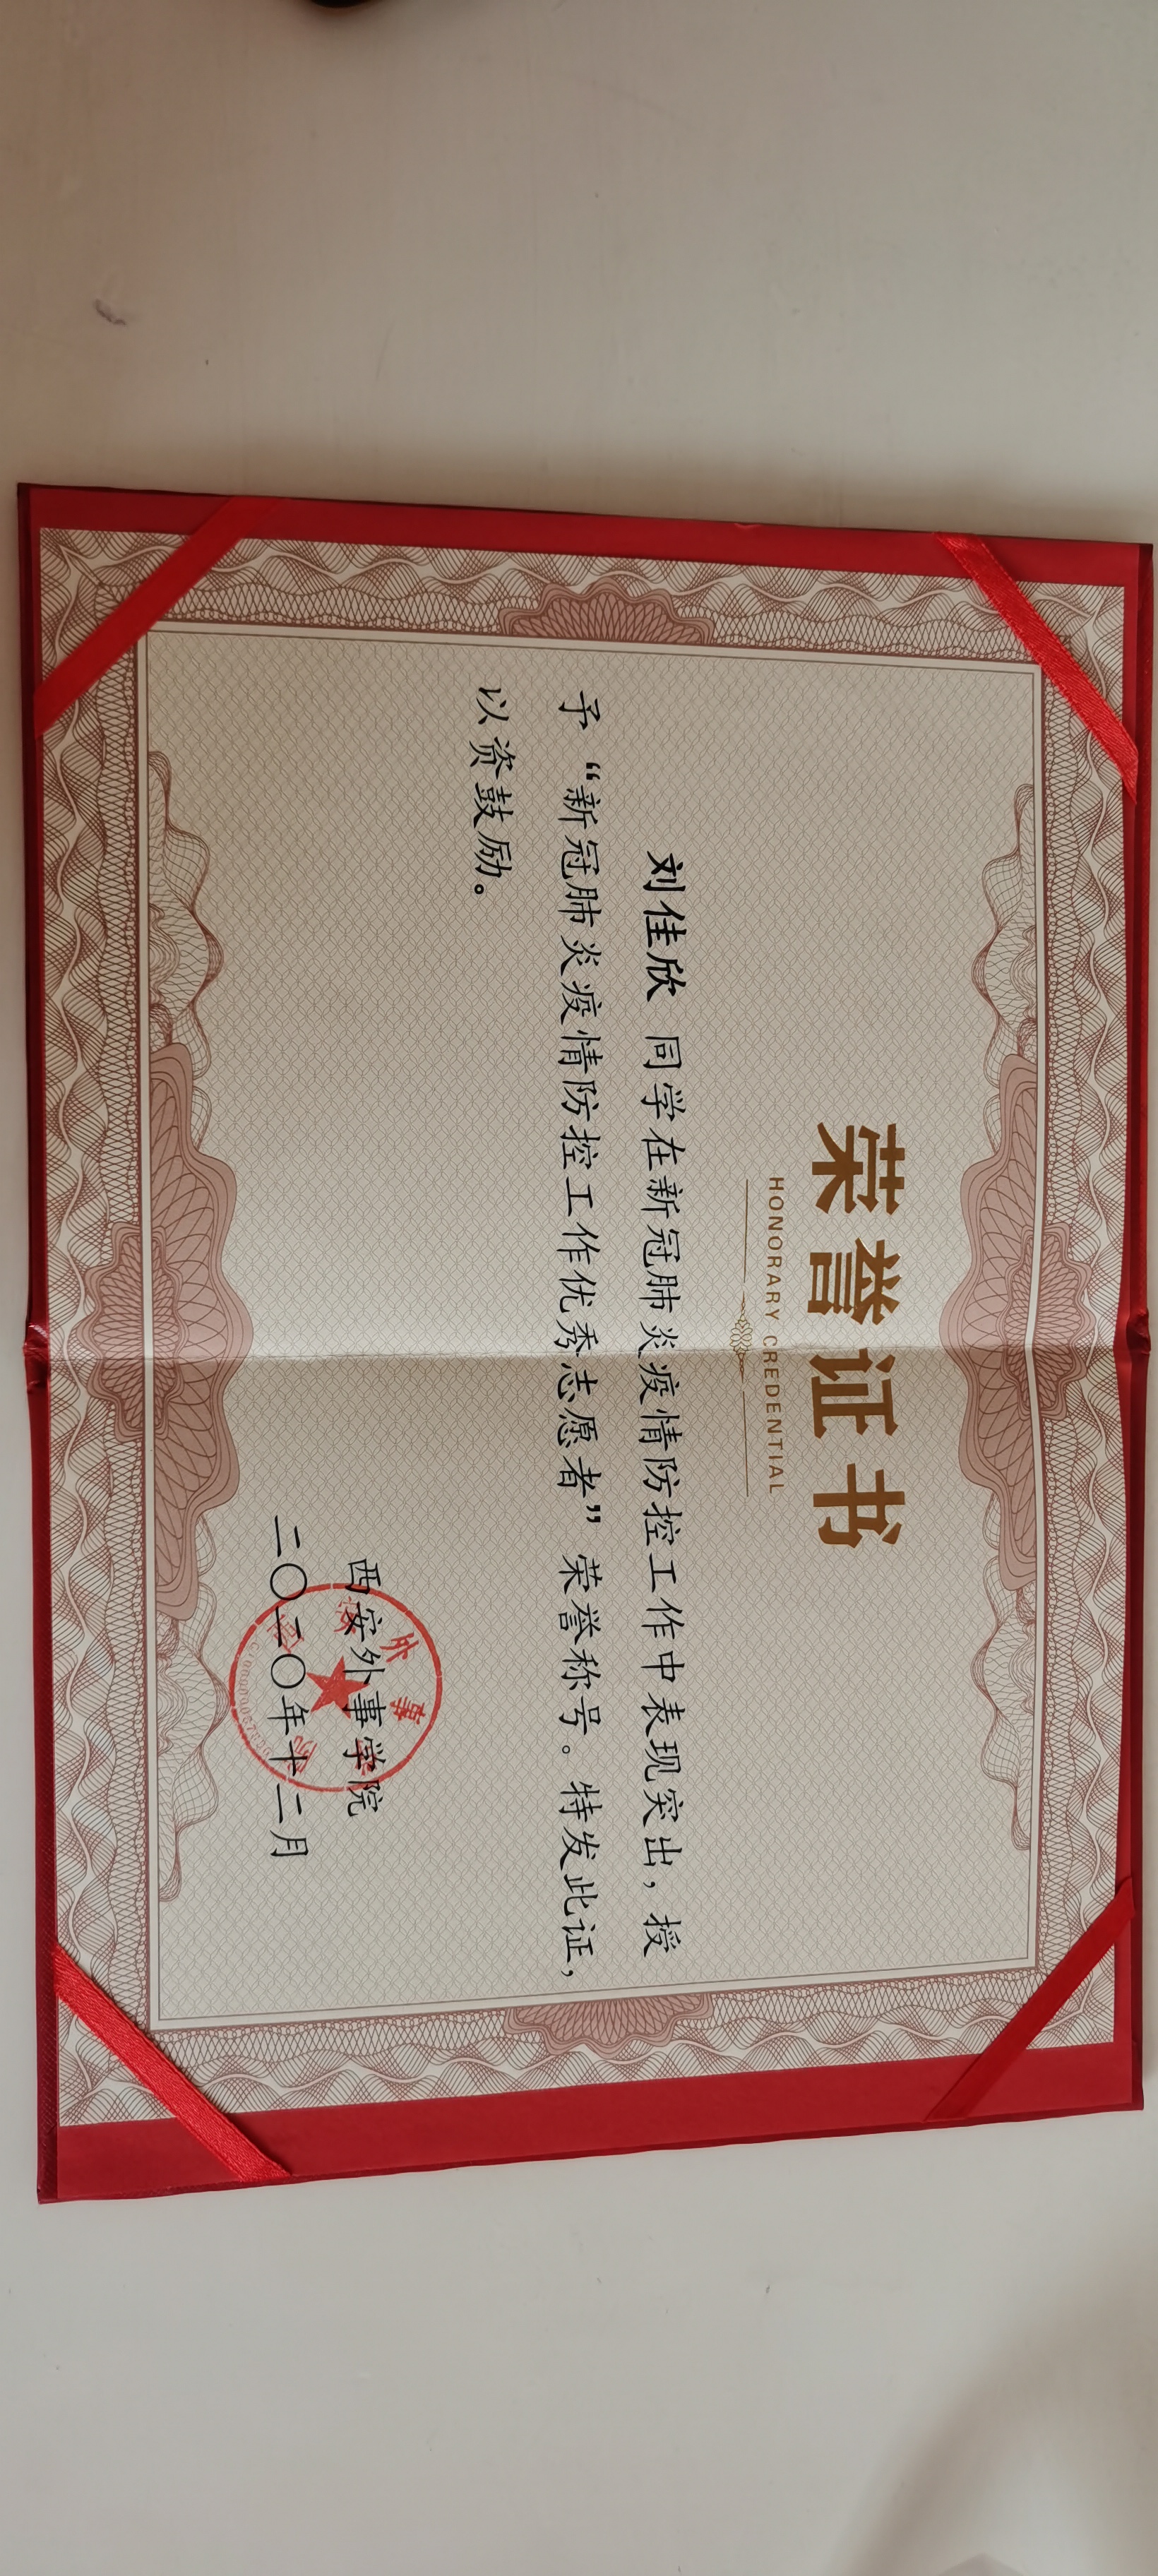 荣誉证书
HONORARY CREDENTIAL
刘佳欣 同学在新冠肺炎疫情防控工作中表现突出，授
予“新冠肺炎疫情防控工作优秀志愿者”荣誉称号。特发此证，
以资鼓励。
西安外事学院
二〇二〇年十二月